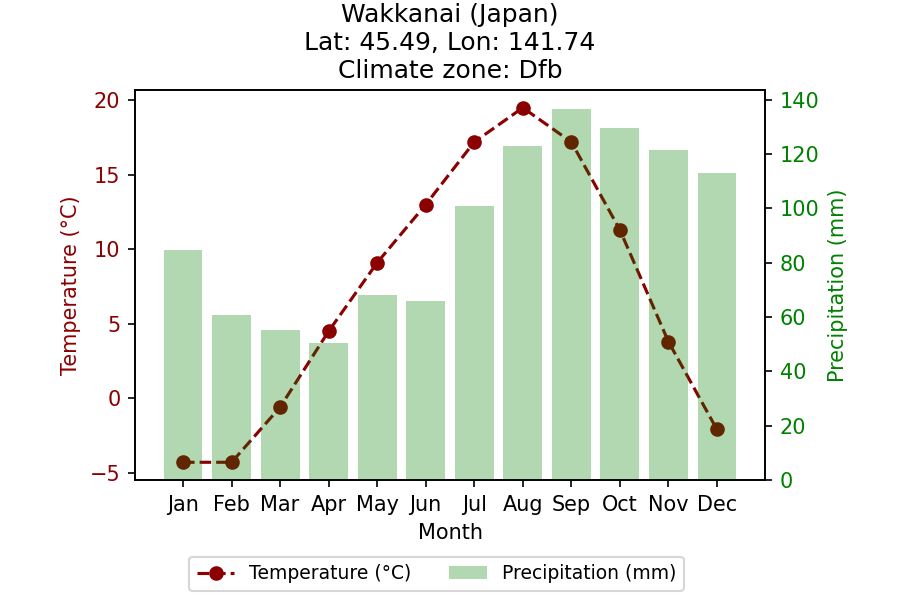 Wakkanai (Japan)
Lat: 45.49, Lon: 141.74
Climate zone: Dfb
20
15
10
5
0
−5
Temperature (°C)
140
120
100
80
60
40
20
0
Precipitation (mm)
Jan Feb Mar Apr May Jun Jul Aug Sep Oct Nov Dec
Month
Temperature (°C) Precipitation (mm)